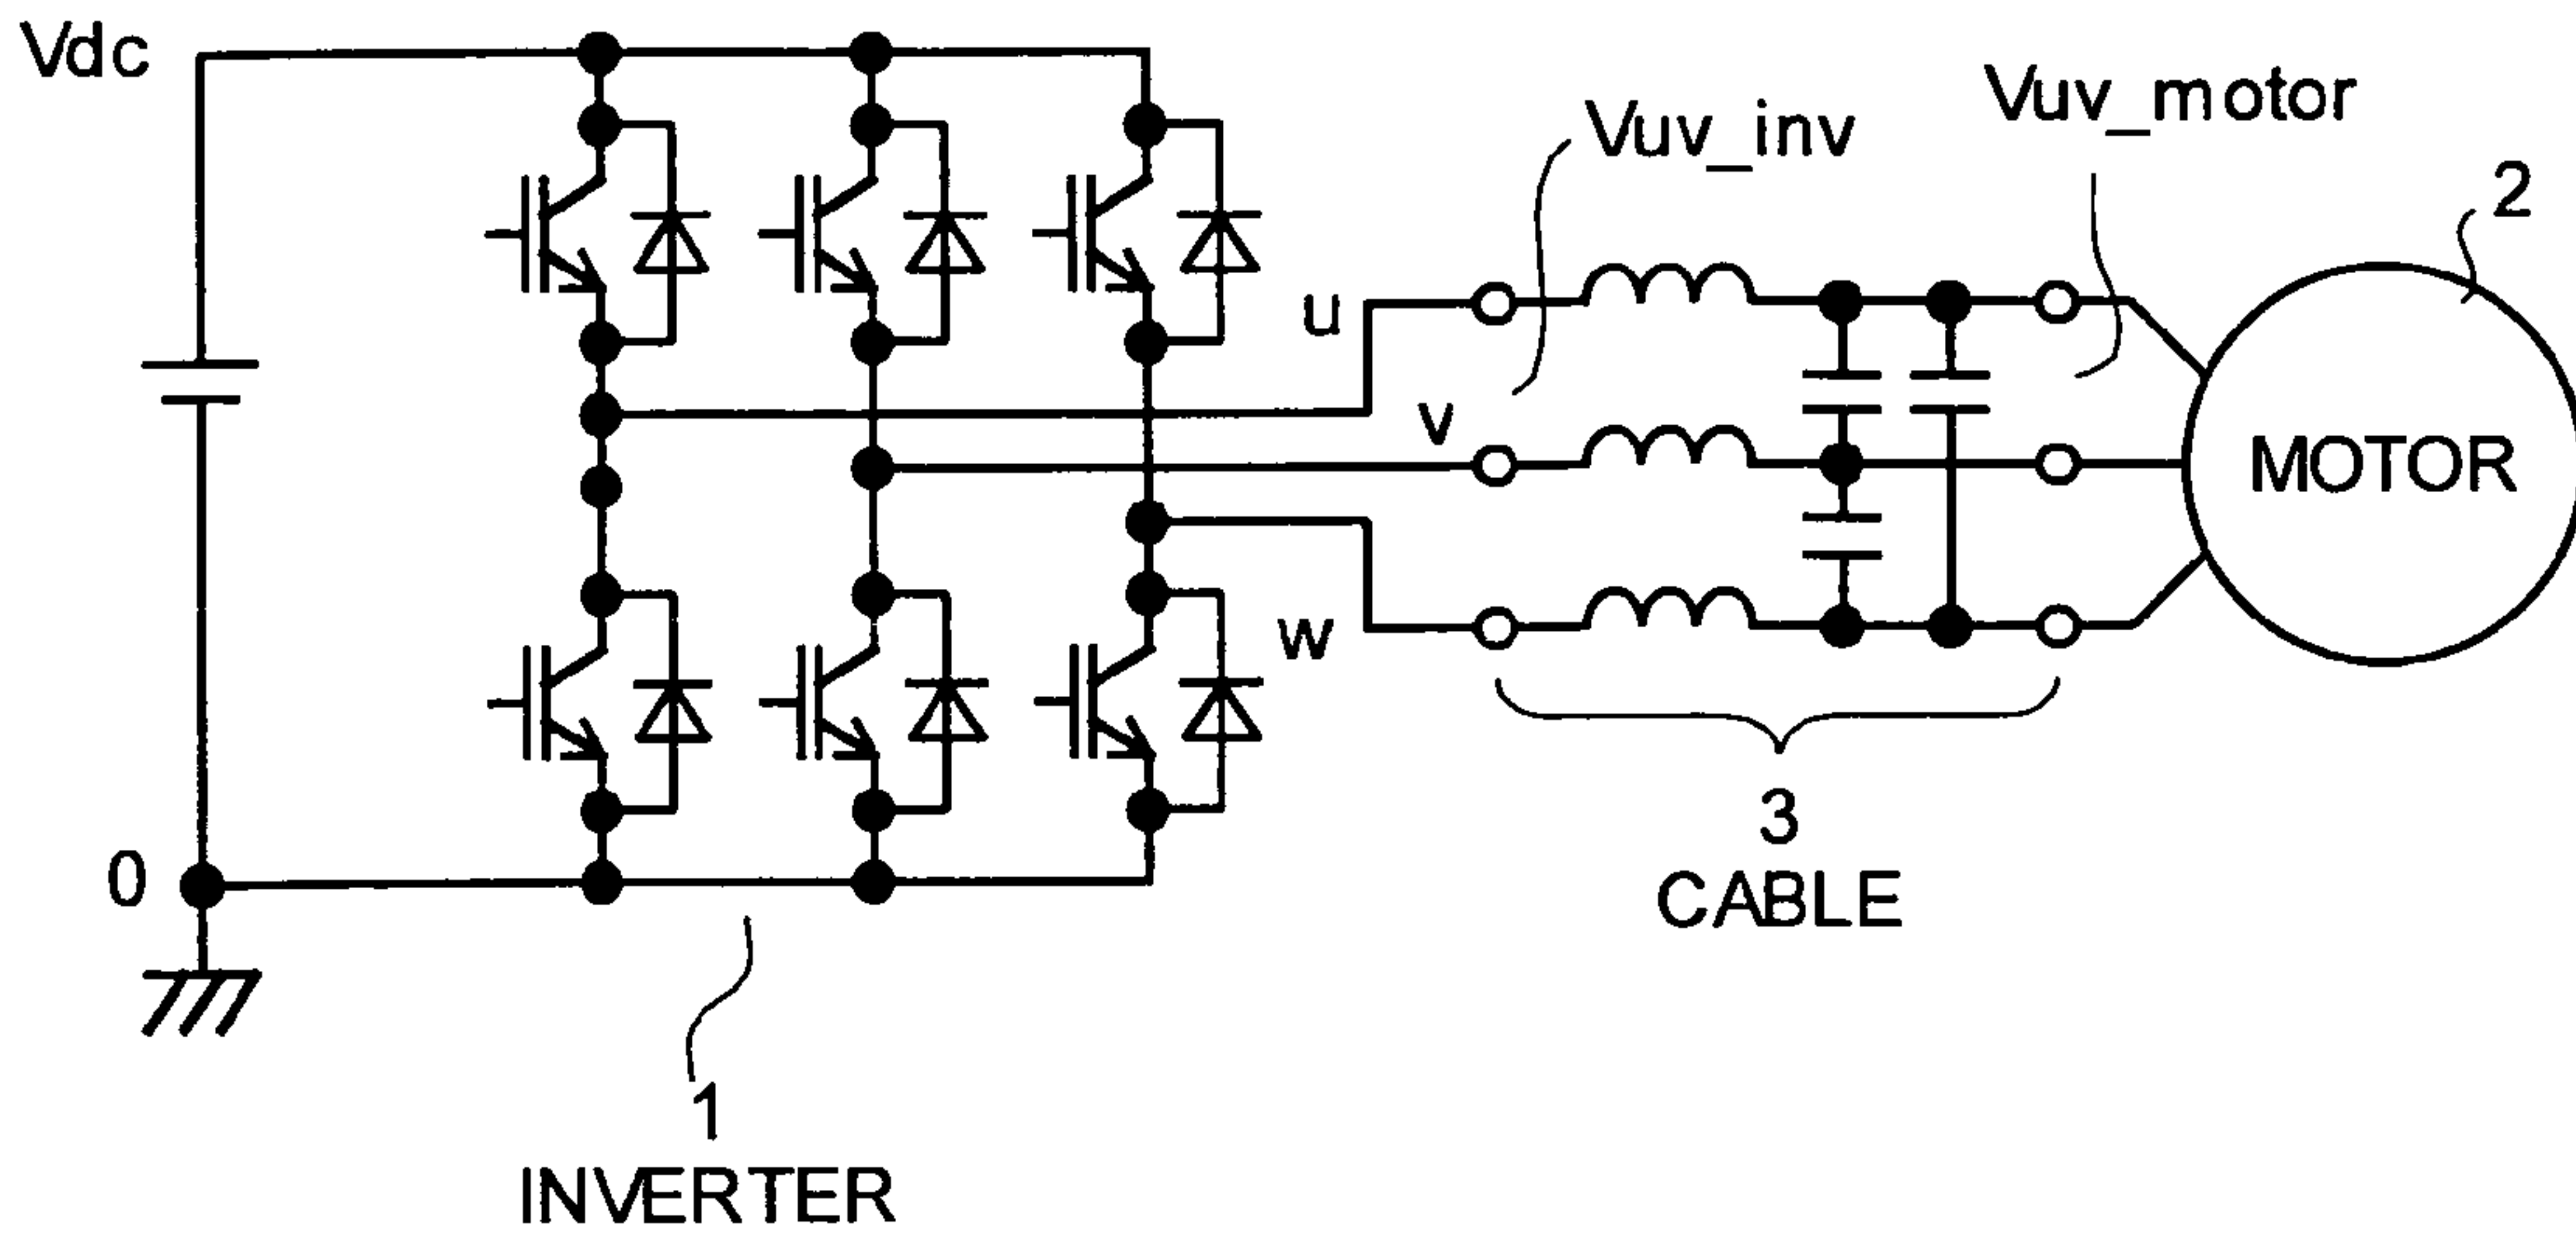 Vdc
Vuv_inv
Vuv_motor
2
u
v
MOTOR
w
3
CABLE
0
1
INVERTER